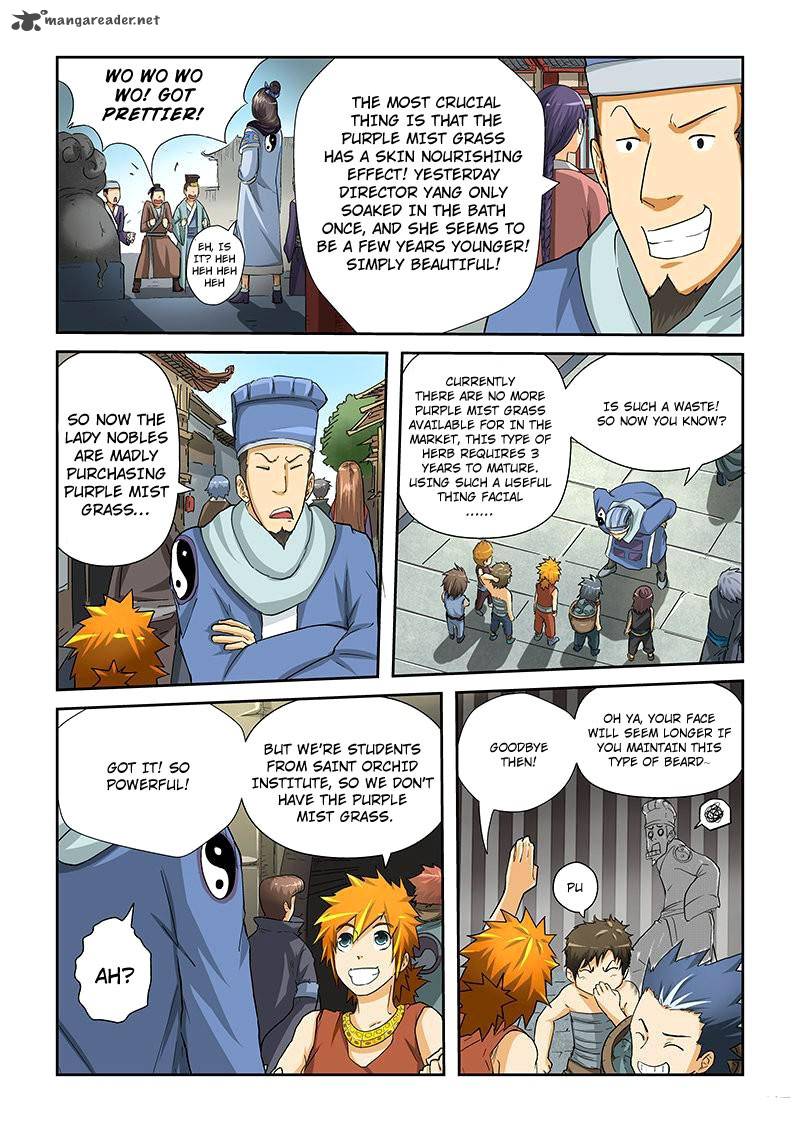 mangareader.net
WO WO WO
WO! GOT
PRETTIER!
EH, IS
IT? HEH
HEH HEH HEH
HEH
THE MOST CRUCIAL
THING IS THAT THE
PURPLE MIST GRASS
HAS A SKIN NOURISHING
EFFECT! YESTERDAY
DIRECTOR YANG ONLY
SOAKED IN THE BATH
ONCE, AND SHE SEEMS TO
BE A FEW YEARS YOUNGER!
SIMPLY BEAUTIFUL!
SO NOW THE
LADY NOBLES
ARE MADLY
PURCHASING
PURPLE MIST
GRASS...
CURRENTLY
THERE ARE NO MORE
PURPLE MIST GRASS
AVAILABLE FOR IN THE
MARKET, THIS TYPE OF
HERB REQUIRES 3
YEARS TO MATURE.
USING SUCH A USEFUL
THING FACIAL
......
IS SUCH A WASTE!
SO NOW YOU KNOW?
GOT IT! SO
POWERFUL!
BUT WE'RE STUDENTS
FROM SAINT ORCHID
INSTITUTE, SO WE DON'T
HAVE THE PURPLE
MIST GRASS.
AH?
GOODBYE
THEN!
OH YA, YOUR FACE
WILL SEEM LONGER IF
YOU MAINTAIN THIS
TYPE OF BEARD~
PU